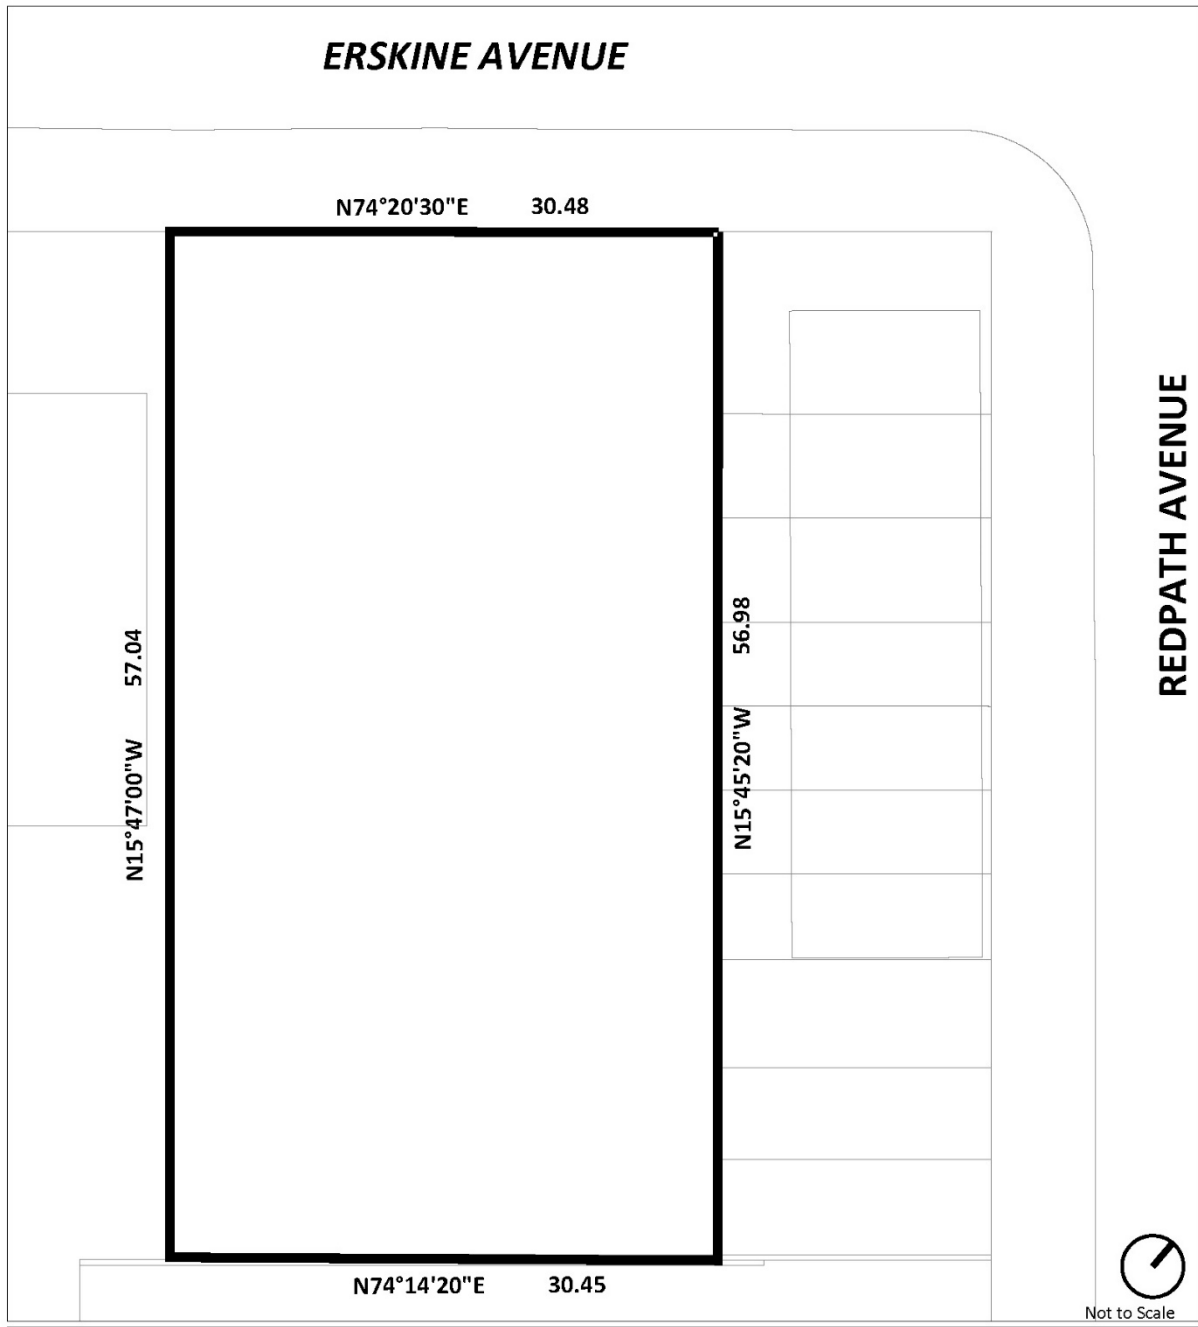 ERSKINE AVENUE
N74°20'30"E 30.48
REDPATH AVENUE
N15°47'00"W 57.04
N15°45'20"W 56.98
N74°14'20"E 30.45
Not to Scale